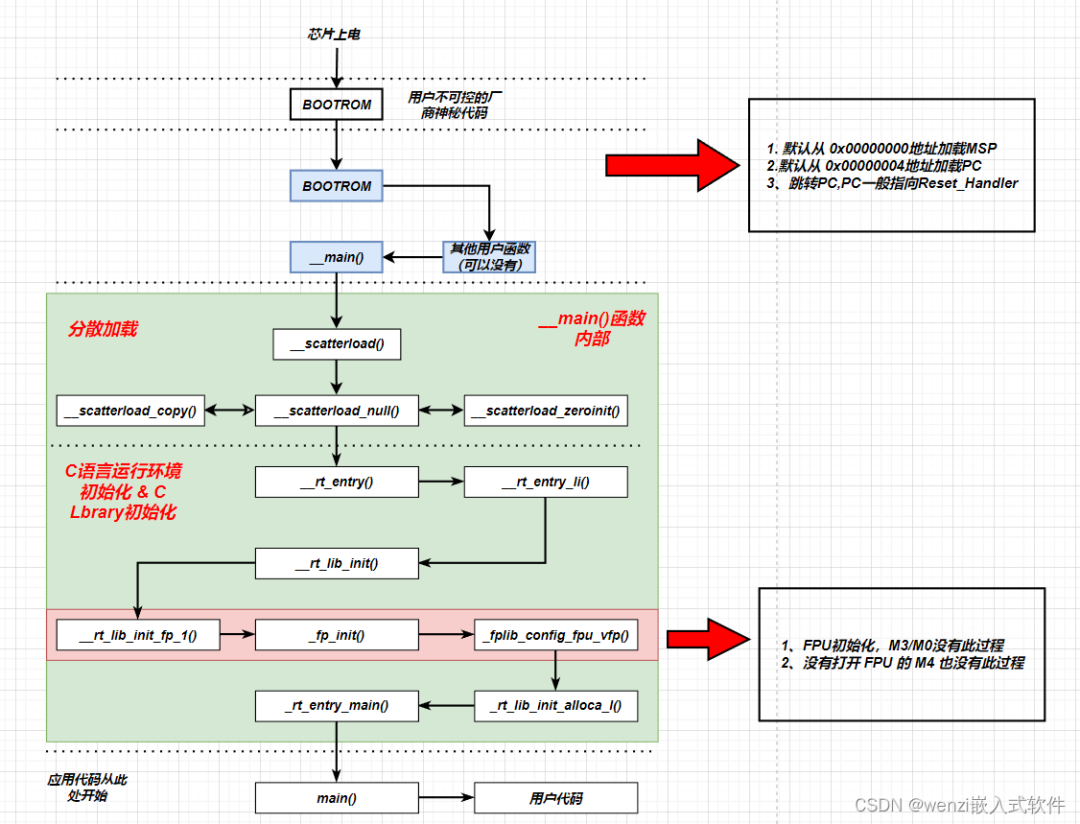 芯片上电
BOOTROM
用户不可控的厂
商神秘代码
1. 默认从 0x00000000地址加载MSP
2.默认从 0x00000004地址加载PC
3、跳转PC,PC一般指向Reset_Handler
BOOTROM
__main()
其他用户函数
（可以没有）
分散加载
__main()函数
内部
__scatterload()
__scatterload_copy()
__scatterload_null()
__scatterload_zeroinit()
C语言运行环境
初始化 & C
Lbrary初始化
__rt_entry()
__rt_entry_li()
__rt_lib_init()
__rt_lib_init_fp_1()
_fp_init()
_fplib_config_fpu_vfp()
1、FPU初始化，M3/M0没有此过程
2、没有打开 FPU 的 M4 也没有此过程
_rt_entry_main()
_rt_lib_init_alloca_l()
应用代码从此
处开始
main()
用户代码
CSDN @wenzi嵌入式软件